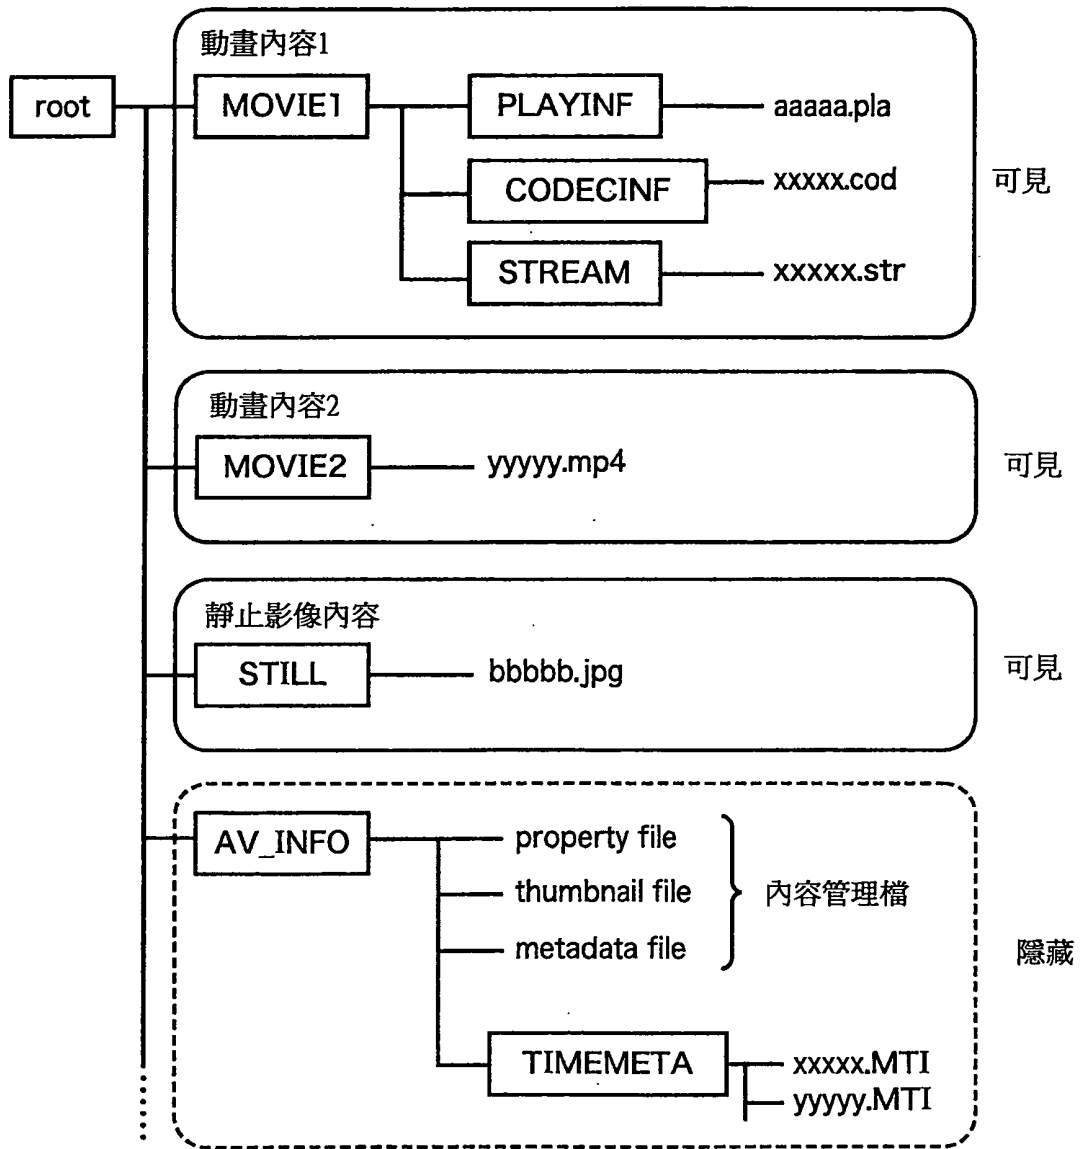 動畫內容1
root
MOVIE1
PLAYINF
aaaaa.pla
CODECINF
xxxxx.cod
可見
STREAM
xxxxx.str
動畫內容2
MOVIE2
yyyyy.mp4
可見
靜止影像內容
STILL
bbbbb.jpg
可見
AV_INFO
property file
thumbnail file
內容管理檔
metadata file
隱藏
TIMEMETA
xxxxx.MTI
yyyyy.MTI